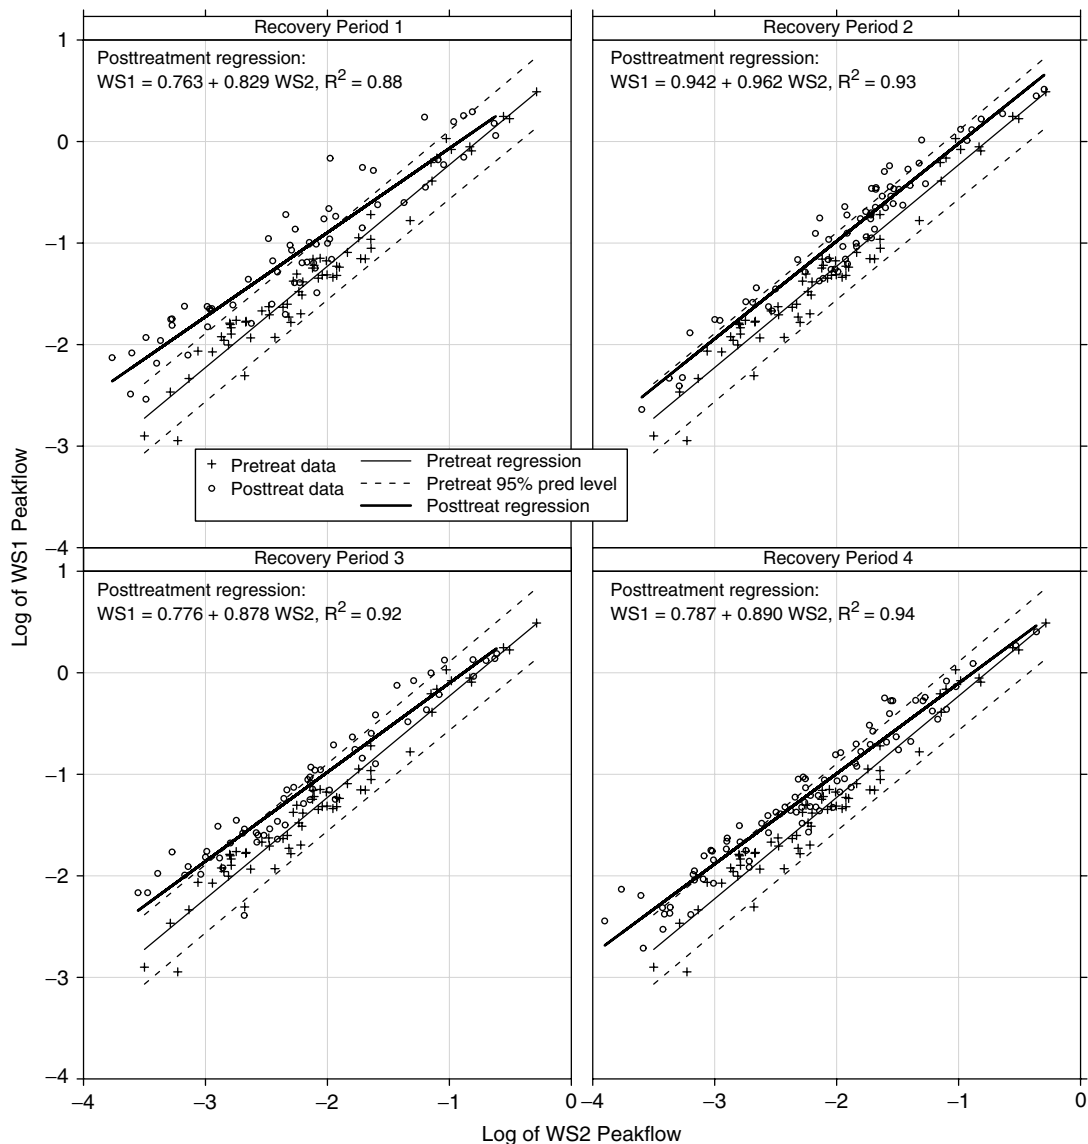 Recovery Period 1
Recovery Period 2
1
Posttreatment regression:
WS1 = 0.763 + 0.829 WS2, R² = 0.88
Posttreatment regression:
WS1 = 0.942 + 0.962 WS2, R² = 0.93
0
−1
−2
−3
−4
Pretreat data
Posttreat data
Pretreat regression
Pretreat 95% pred level
Posttreat regression
Log of WS1 Peakflow
Recovery Period 3
Recovery Period 4
1
Posttreatment regression:
WS1 = 0.776 + 0.878 WS2, R² = 0.92
Posttreatment regression:
WS1 = 0.787 + 0.890 WS2, R² = 0.94
0
−1
−2
−3
−4
−4 −3 −2 −1 0 −4 −3 −2 −1 0
Log of WS2 Peakflow